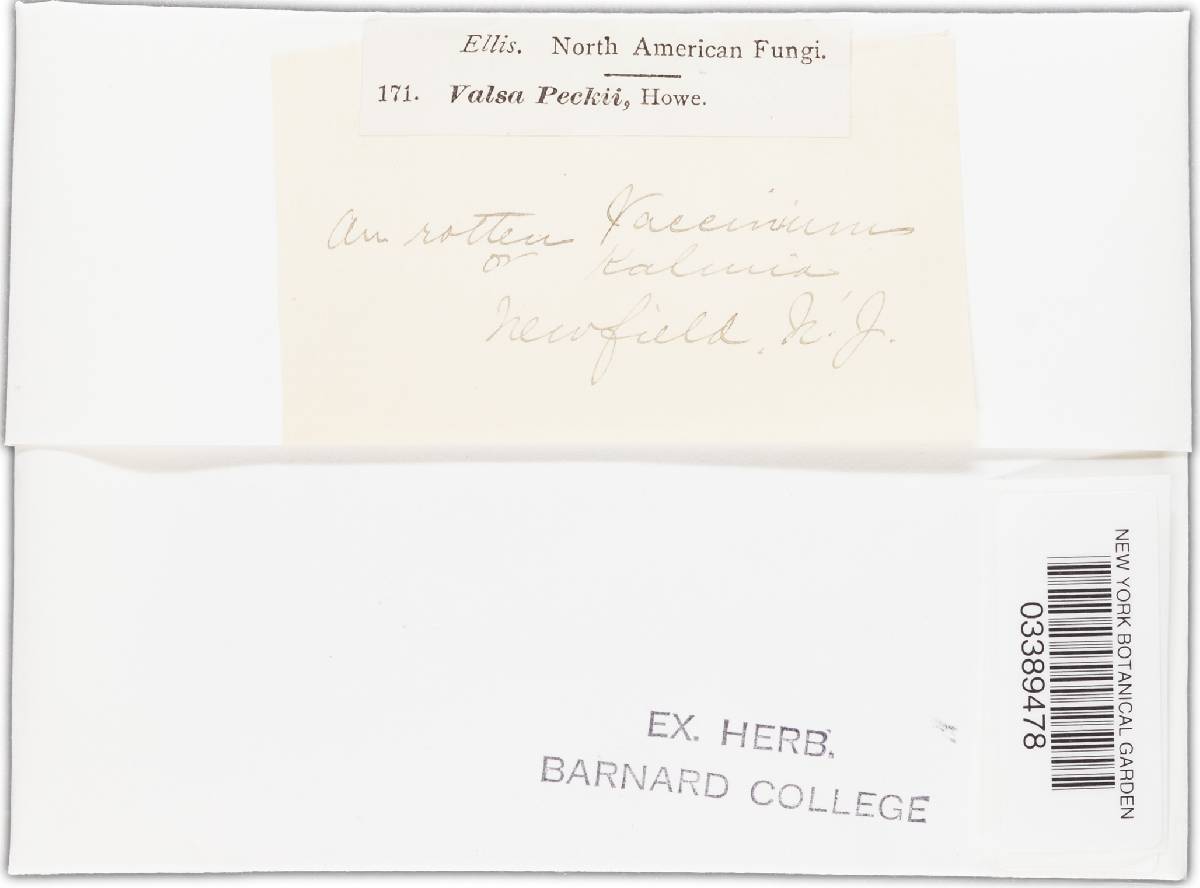 Ellis. North American Fungi.
171. Valsa Peckii, Howe.
On rotten Vaccinium
or Kalmia
Newfield, N.J.
EX. HERB.
BARNARD COLLEGE
NEW YORK BOTANICAL GARDEN
03389478